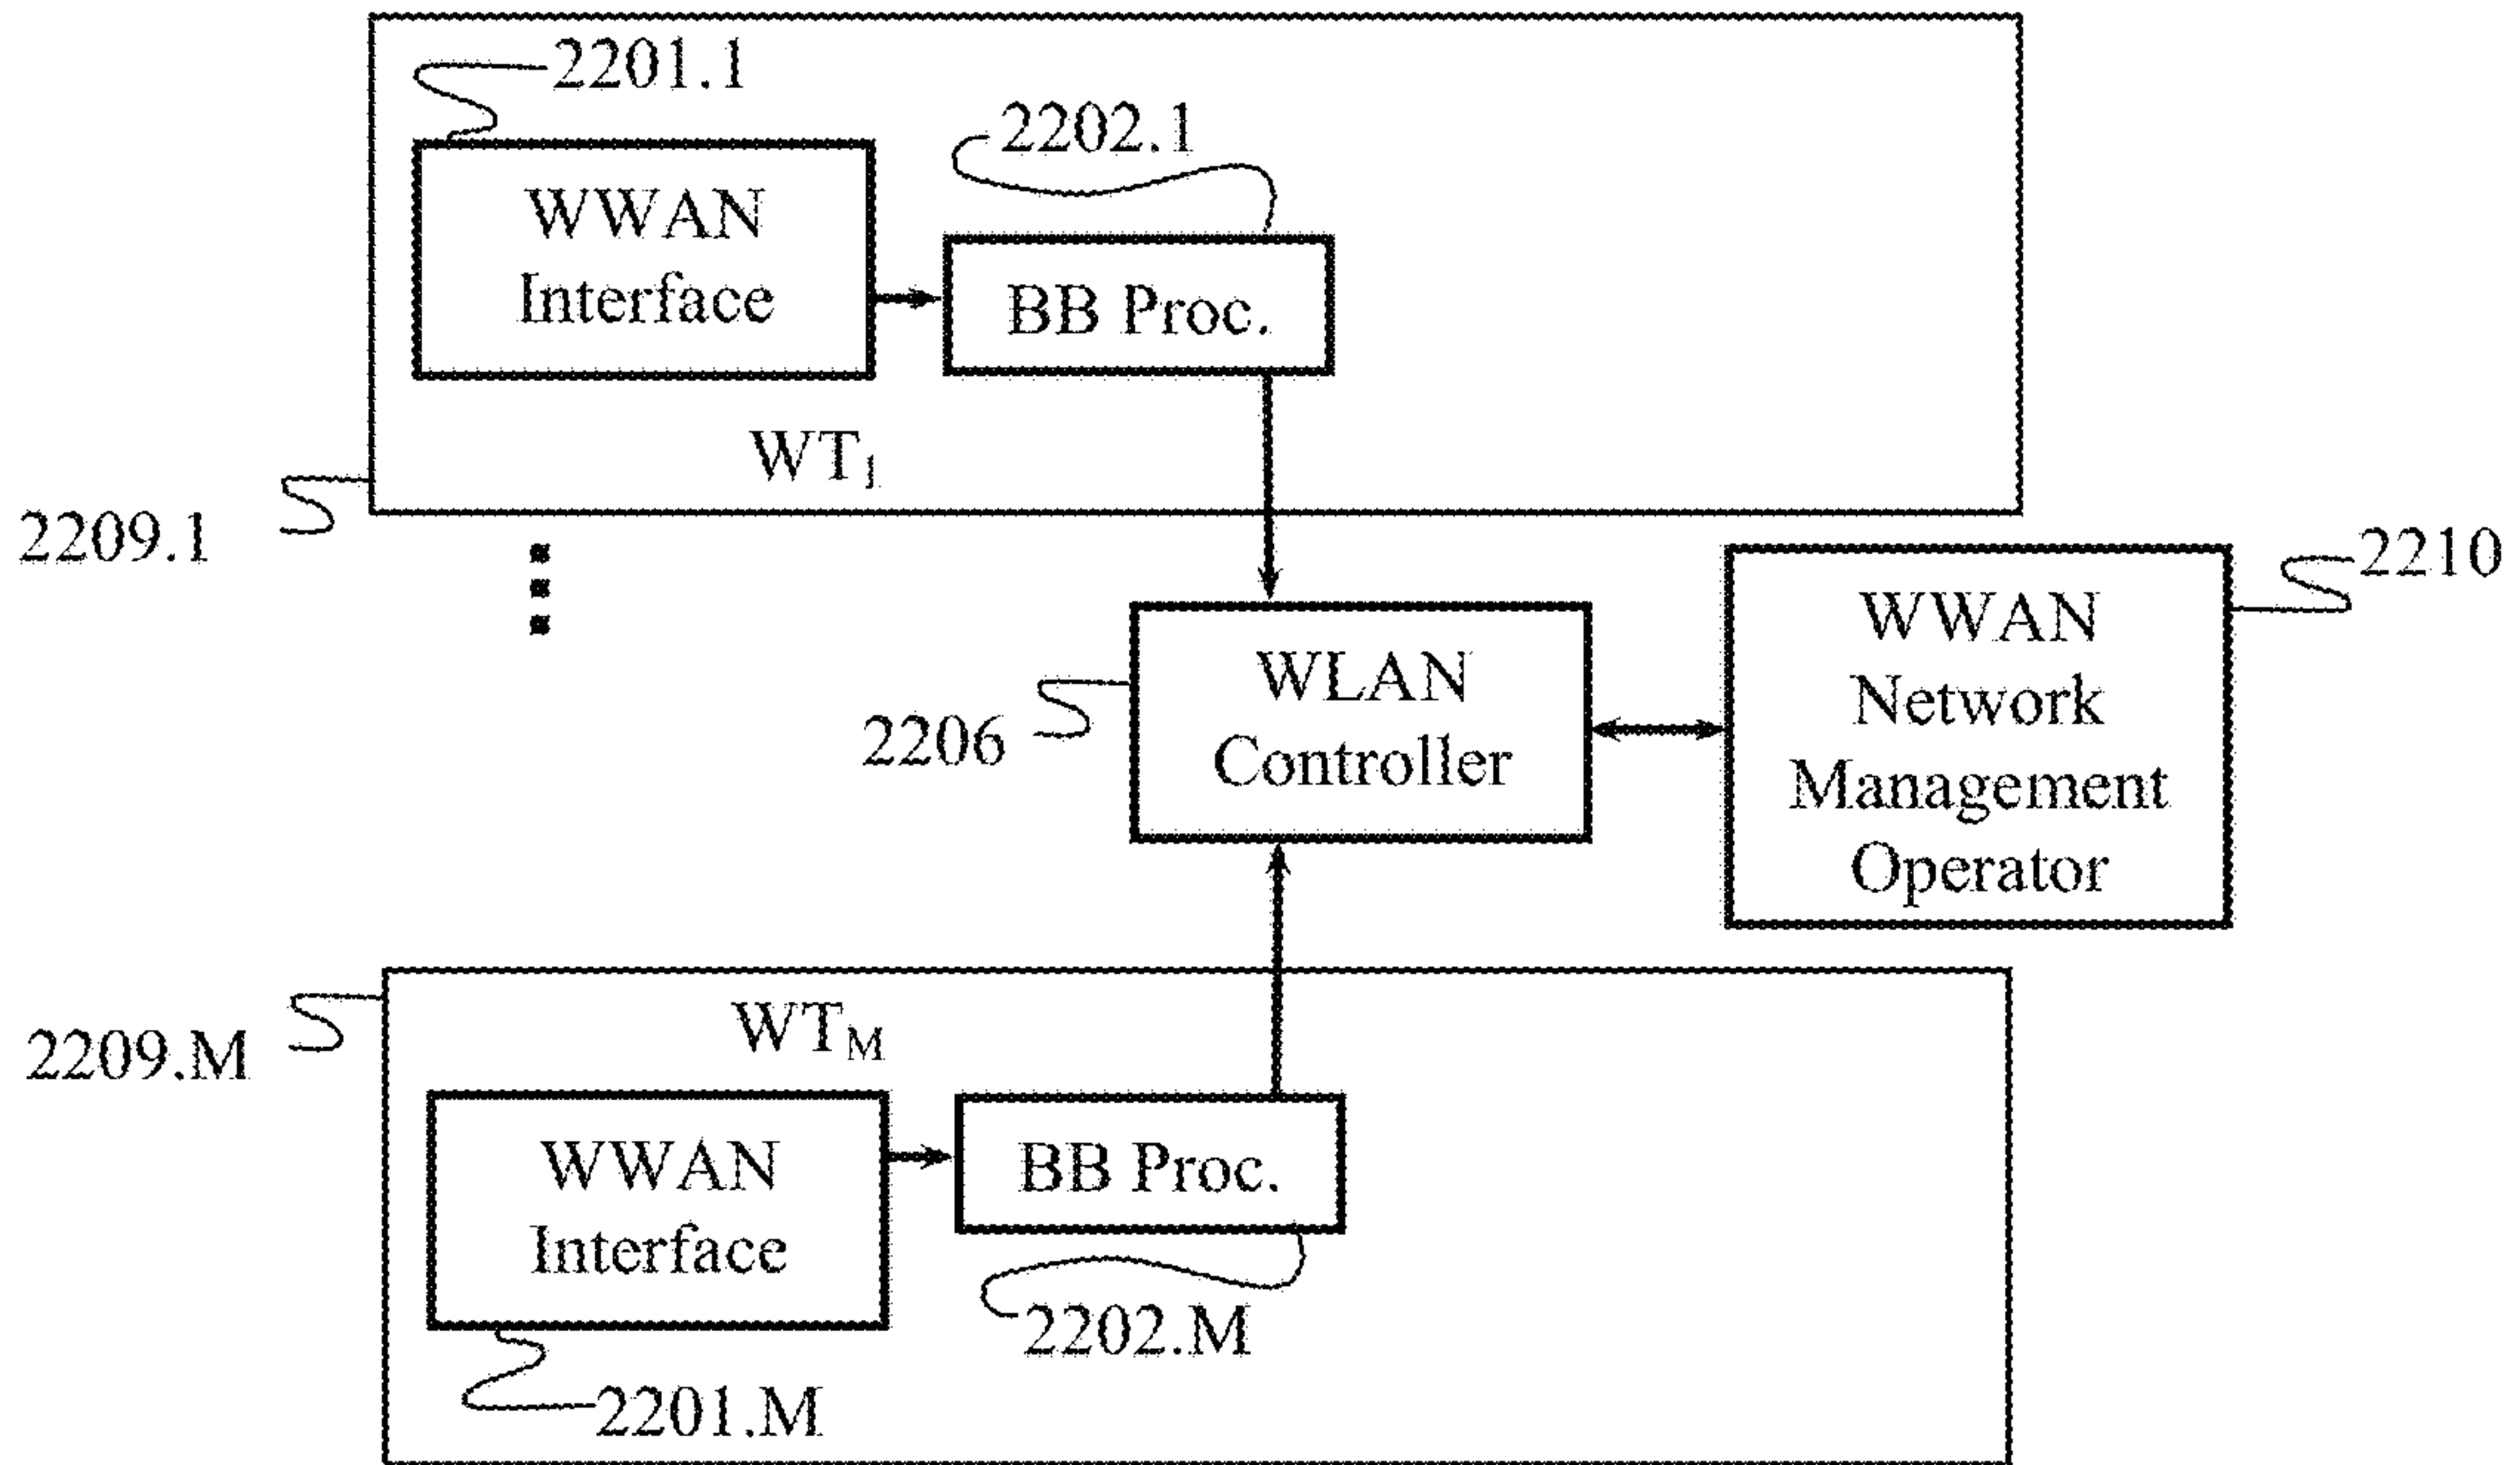 2201.1
2202.1
WWAN
Interface
BB Proc.
WT1
2209.1
2210
WWAN
Network
Management
Operator
WLAN
Controller
2206
2209.M
WTM
WWAN
Interface
BB Proc.
2202.M
2201.M